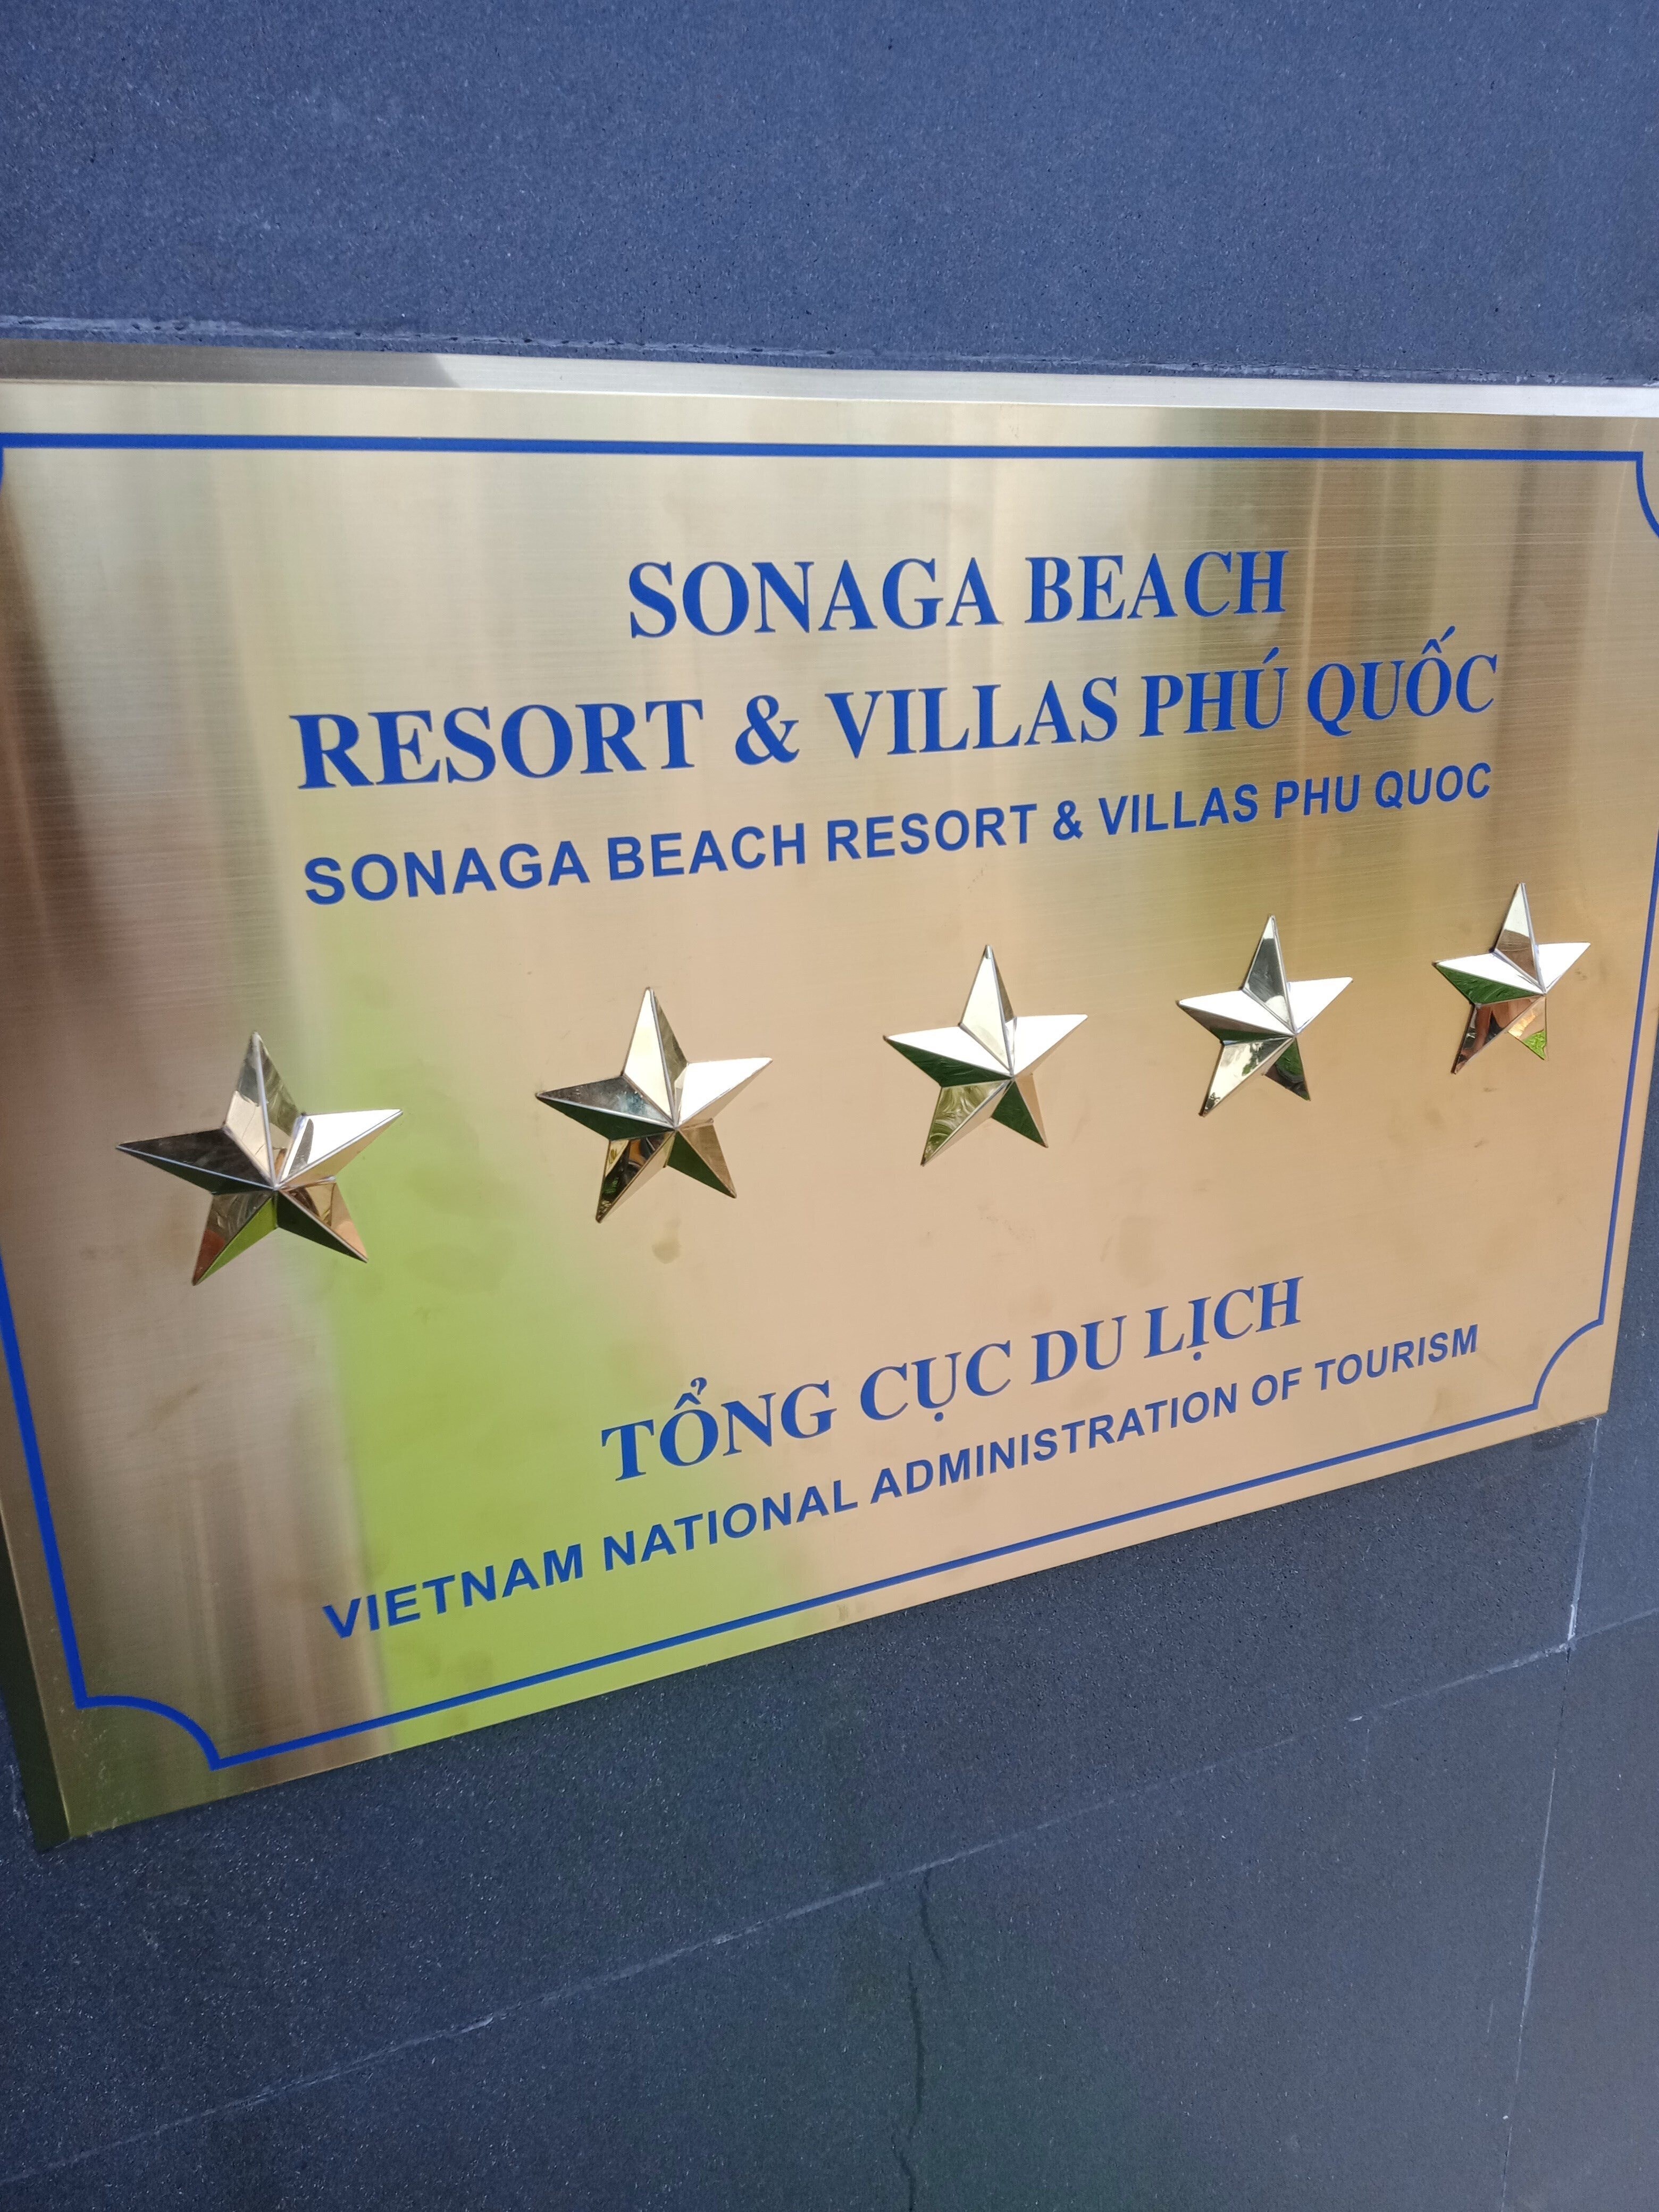 SONAGA BEACH
RESORT & VILLAS PHÚ QUỐC
SONAGA BEACH RESORT & VILLAS PHU QUOC
TỔNG CỤC DU LỊCH
VIETNAM NATIONAL ADMINISTRATION OF TOURISM